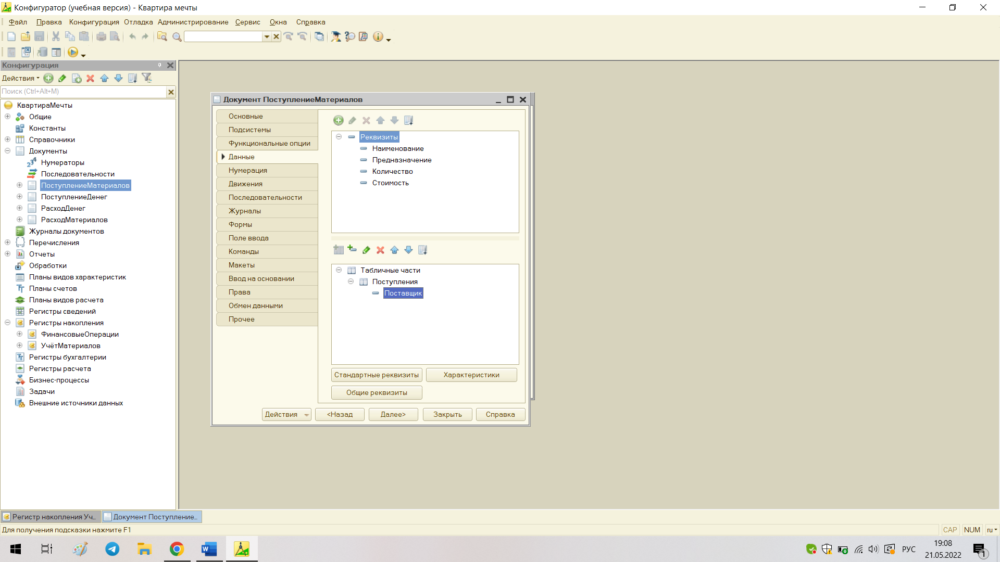 Конфигуратор (учебная версия) - Квартира мечты
Файл Правка Конфигурация Отладка Администрирование Сервис Окна Справка
Конфигурация
Действия
Поиск (Ctrl+Alt+M)
КвартираМечты
Общие
Константы
Справочники
Документы
Нумераторы
Последовательности
ПоступлениеМатериалов
ПоступлениеДенег
РасходДенег
РасходМатериалов
Журналы документов
Перечисления
Отчеты
Обработки
Планы видов характеристик
Планы счетов
Планы видов расчета
Регистры сведений
Регистры накопления
ФинансовыеОперации
УчётМатериалов
Регистры бухгалтерии
Регистры расчета
Бизнес-процессы
Задачи
Внешние источники данных
Документ ПоступлениеМатериалов
Основные
Подсистемы
Функциональные опции
Данные
Нумерация
Движения
Последовательности
Журналы
Формы
Поле ввода
Команды
Макеты
Ввод на основании
Права
Обмен данными
Прочее
Реквизиты
Наименование
Предназначение
Количество
Стоимость
Табличные части
Поступления
Поставщик
Стандартные реквизиты Характеристики
Общие реквизиты
Действия <Назад Далее> Закрыть Справка
Регистр накопления Уч... Документ Поступление...
Для получения подсказки нажмите F1
CAP NUM ru
РУС
19:08
21.05.2022
1